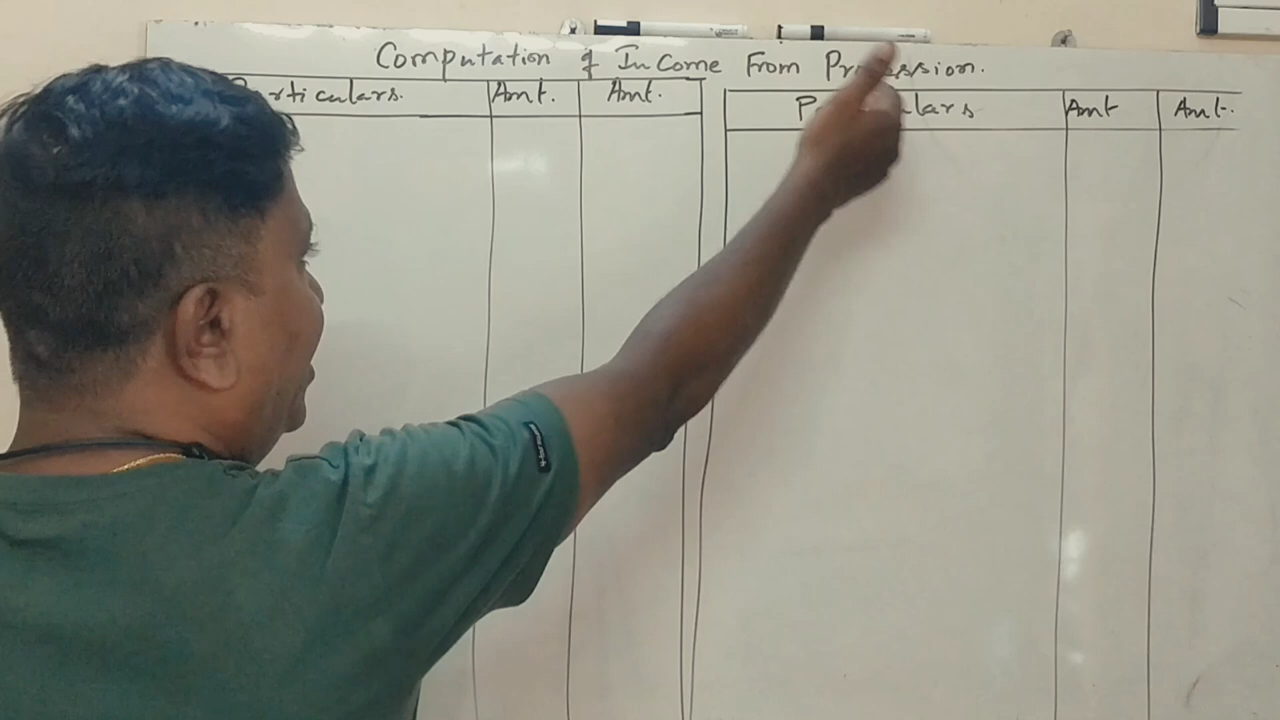 Computation of InCome From Profession.
Particulars. Amt. Amt.
Particulars Amt Amt.